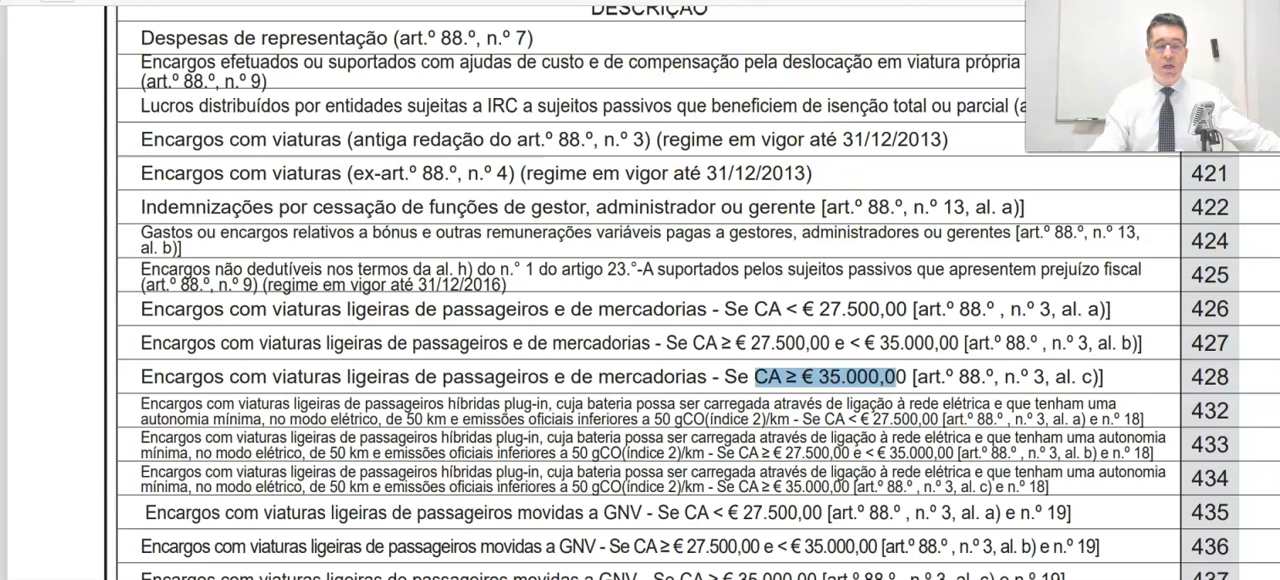 DESCRIÇÃO
Despesas de representação (art.º 88.º, n.º 7)
Encargos efetuados ou suportados com ajudas de custo e de compensação pela deslocação em viatura própria
(art.º 88.º, n.º 9)
Lucros distribuídos por entidades sujeitas a IRC a sujeitos passivos que beneficiem de isenção total ou parcial
Encargos com viaturas (antiga redação do art.º 88.º, n.º 3) (regime em vigor até 31/12/2013)
Encargos com viaturas (ex-art.º 88.º, n.º 4) (regime em vigor até 31/12/2013)
421
Indemnizações por cessação de funções de gestor, administrador ou gerente [art.º 88.º, n.º 13, al. a)]
422
Gastos ou encargos relativos a bónus e outras remunerações variáveis pagas a gestores, administradores ou gerentes [art.º 88.º, n.º 13,
al. b)]
424
Encargos não dedutíveis nos termos da al. h) do n.° 1 do artigo 23.°-A suportados pelos sujeitos passivos que apresentem prejuízo fiscal
(art.º 88.º, n.º 9) (regime em vigor até 31/12/2016)
425
Encargos com viaturas ligeiras de passageiros e de mercadorias - Se CA < € 27.500,00 [art.º 88.º , n.º 3, al. a)]
426
Encargos com viaturas ligeiras de passageiros e de mercadorias - Se CA ≥ € 27.500,00 e < € 35.000,00 [art.º 88.º , n.º 3, al. b)]
427
Encargos com viaturas ligeiras de passageiros e de mercadorias - Se CA ≥ € 35.000,00 [art.º 88.º, n.º 3, al. c)]
428
Encargos com viaturas ligeiras de passageiros híbridas plug-in, cuja bateria possa ser carregada através de ligação à rede elétrica e que tenham uma
autonomia mínima, no modo elétrico, de 50 km e emissões oficiais inferiores a 50 gCO(índice 2)/km - Se CA < € 27.500,00 [art.º 88.º , n.º 3, al. a) e n.º 18]
432
Encargos com viaturas ligeiras de passageiros híbridas plug-in, cuja bateria possa ser carregada através de ligação à rede elétrica e que tenham uma autonomia
mínima, no modo elétrico, de 50 km e emissões oficiais inferiores a 50 gCO(índice 2)/km - Se CA ≥ € 27.500,00 e < € 35.000,00 [art.º 88.º , n.º 3, al. b) e n.º 18]
433
Encargos com viaturas ligeiras de passageiros híbridas plug-in, cuja bateria possa ser carregada através de ligação à rede elétrica e que tenham uma autonomia
mínima, no modo elétrico, de 50 km e emissões oficiais inferiores a 50 gCO(índice 2)/km - Se CA ≥ € 35.000,00 [art.º 88.º , n.º 3, al. c) e n.º 18]
434
Encargos com viaturas ligeiras de passageiros movidas a GNV - Se CA < € 27.500,00 [art.º 88.º , n.º 3, al. a) e n.º 19]
435
Encargos com viaturas ligeiras de passageiros movidas a GNV - Se CA ≥ € 27.500,00 e < € 35.000,00 [art.º 88.º , n.º 3, al. b) e n.º 19]
436
Encargos com viaturas ligeiras de passageiros movidas a GNV - Se CA ≥ € 35.000,00 [art.º 88.º , n.º 3, al. c) e n.º 19]
437